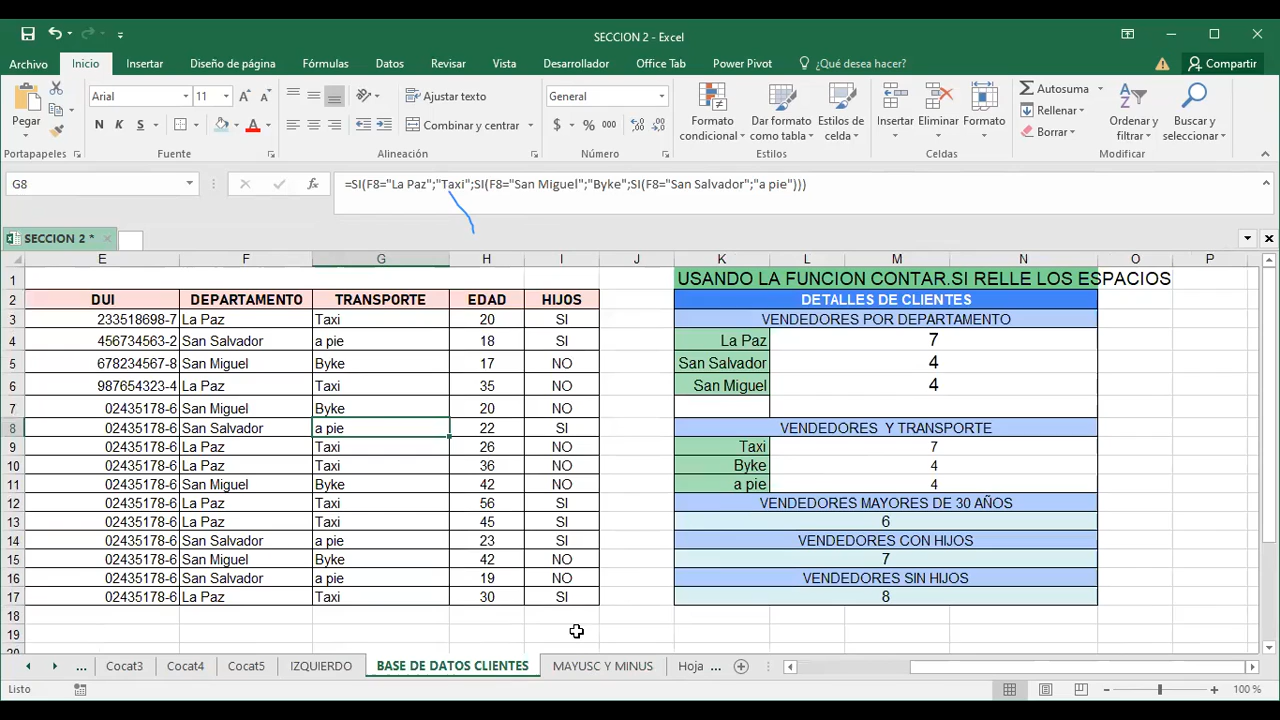 SECCION 2 - Excel
Archivo Inicio Insertar Diseño de página Fórmulas Datos Revisar Vista Desarrollador Office Tab Power Pivot ¿Qué desea hacer? Compartir
Pegar
Arial 11
N K S
Ajustar texto
Combinar y centrar
General
$ % 000
Formato condicional
Dar formato como tabla
Estilos de celda
Insertar Eliminar Formato
Autosuma
Rellenar
Borrar
Ordenar y filtrar
Buscar y seleccionar
Portapapeles Fuente Alineación Número Estilos Celdas Modificar
G8 fx =SI(F8="La Paz";"Taxi";SI(F8="San Miguel";"Byke";SI(F8="San Salvador";"a pie")))
SECCION 2 *
E F G H I J K L M N O P
1 USANDO LA FUNCION CONTAR.SI RELLE LOS ESPACIOS
2 DUI DEPARTAMENTO TRANSPORTE EDAD HIJOS DETALLES DE CLIENTES
3 233518698-7 La Paz Taxi 20 SI VENDEDORES POR DEPARTAMENTO
4 456734563-2 San Salvador a pie 18 SI La Paz 7
5 678234567-8 San Miguel Byke 17 NO San Salvador 4
6 987654323-4 La Paz Taxi 35 NO San Miguel 4
7 02435178-6 San Miguel Byke 20 NO
8 02435178-6 San Salvador a pie 22 SI VENDEDORES Y TRANSPORTE
9 02435178-6 La Paz Taxi 26 NO Taxi 7
10 02435178-6 La Paz Taxi 36 NO Byke 4
11 02435178-6 San Miguel Byke 42 NO a pie 4
12 02435178-6 La Paz Taxi 56 SI VENDEDORES MAYORES DE 30 AÑOS
13 02435178-6 La Paz Taxi 45 SI 6
14 02435178-6 San Salvador a pie 23 SI VENDEDORES CON HIJOS
15 02435178-6 San Miguel Byke 42 NO 7
16 02435178-6 San Salvador a pie 19 NO VENDEDORES SIN HIJOS
17 02435178-6 La Paz Taxi 30 SI 8
18
19
... Cocat3 Cocat4 Cocat5 IZQUIERDO BASE DE DATOS CLIENTES MAYUSC Y MINUS Hoja ...
Listo 100 %